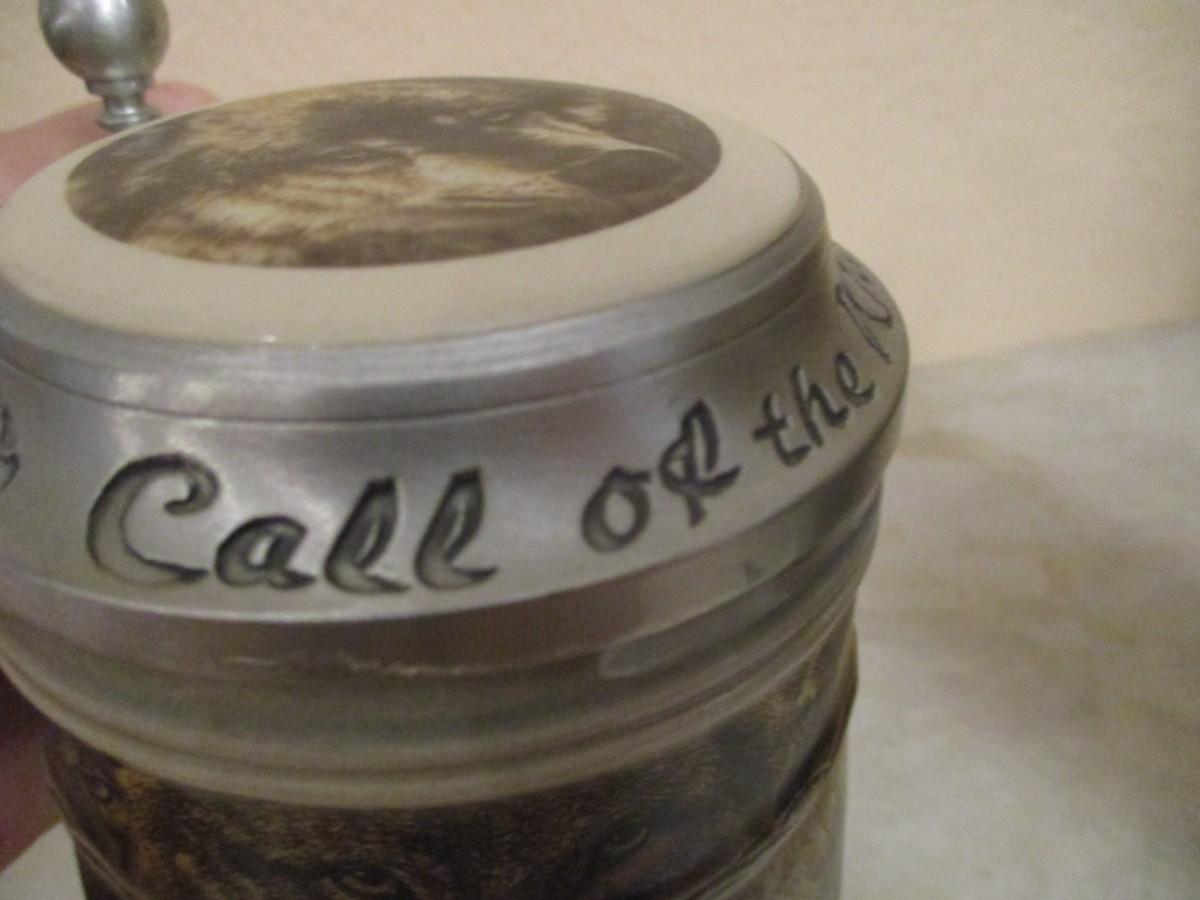 Call of the